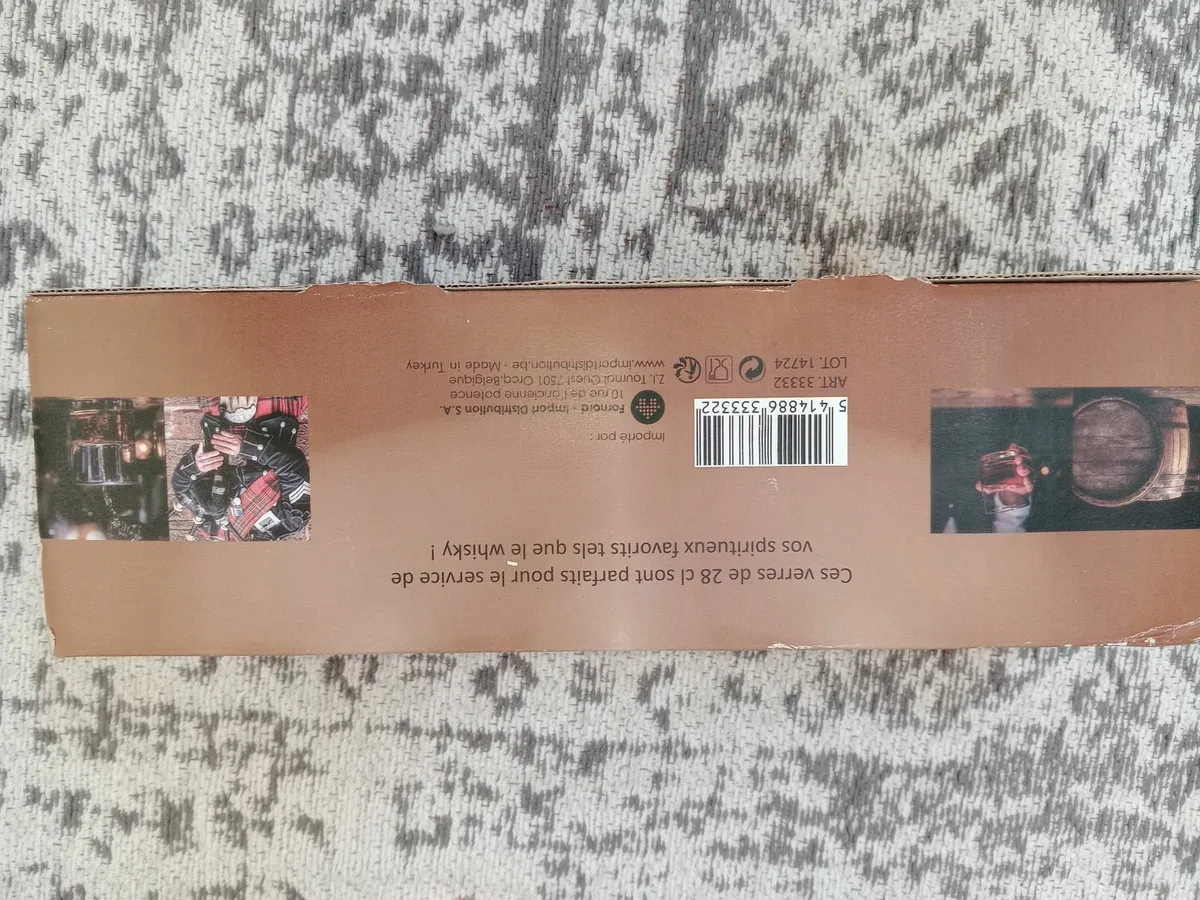 Ces verres de 28 cl sont parfaits pour le service de
vos spiritueux favorits tels que le whisky !
5 414886 333322
ART. 33332
LOT. 14724
Importé par :
Fornord - Import Distribution S.A.
10 rue de l'ancienne potence
Z.I. Tournai Ouest 7501 Orcq.Belgique
www.importdistribution.be - Made in Turkey